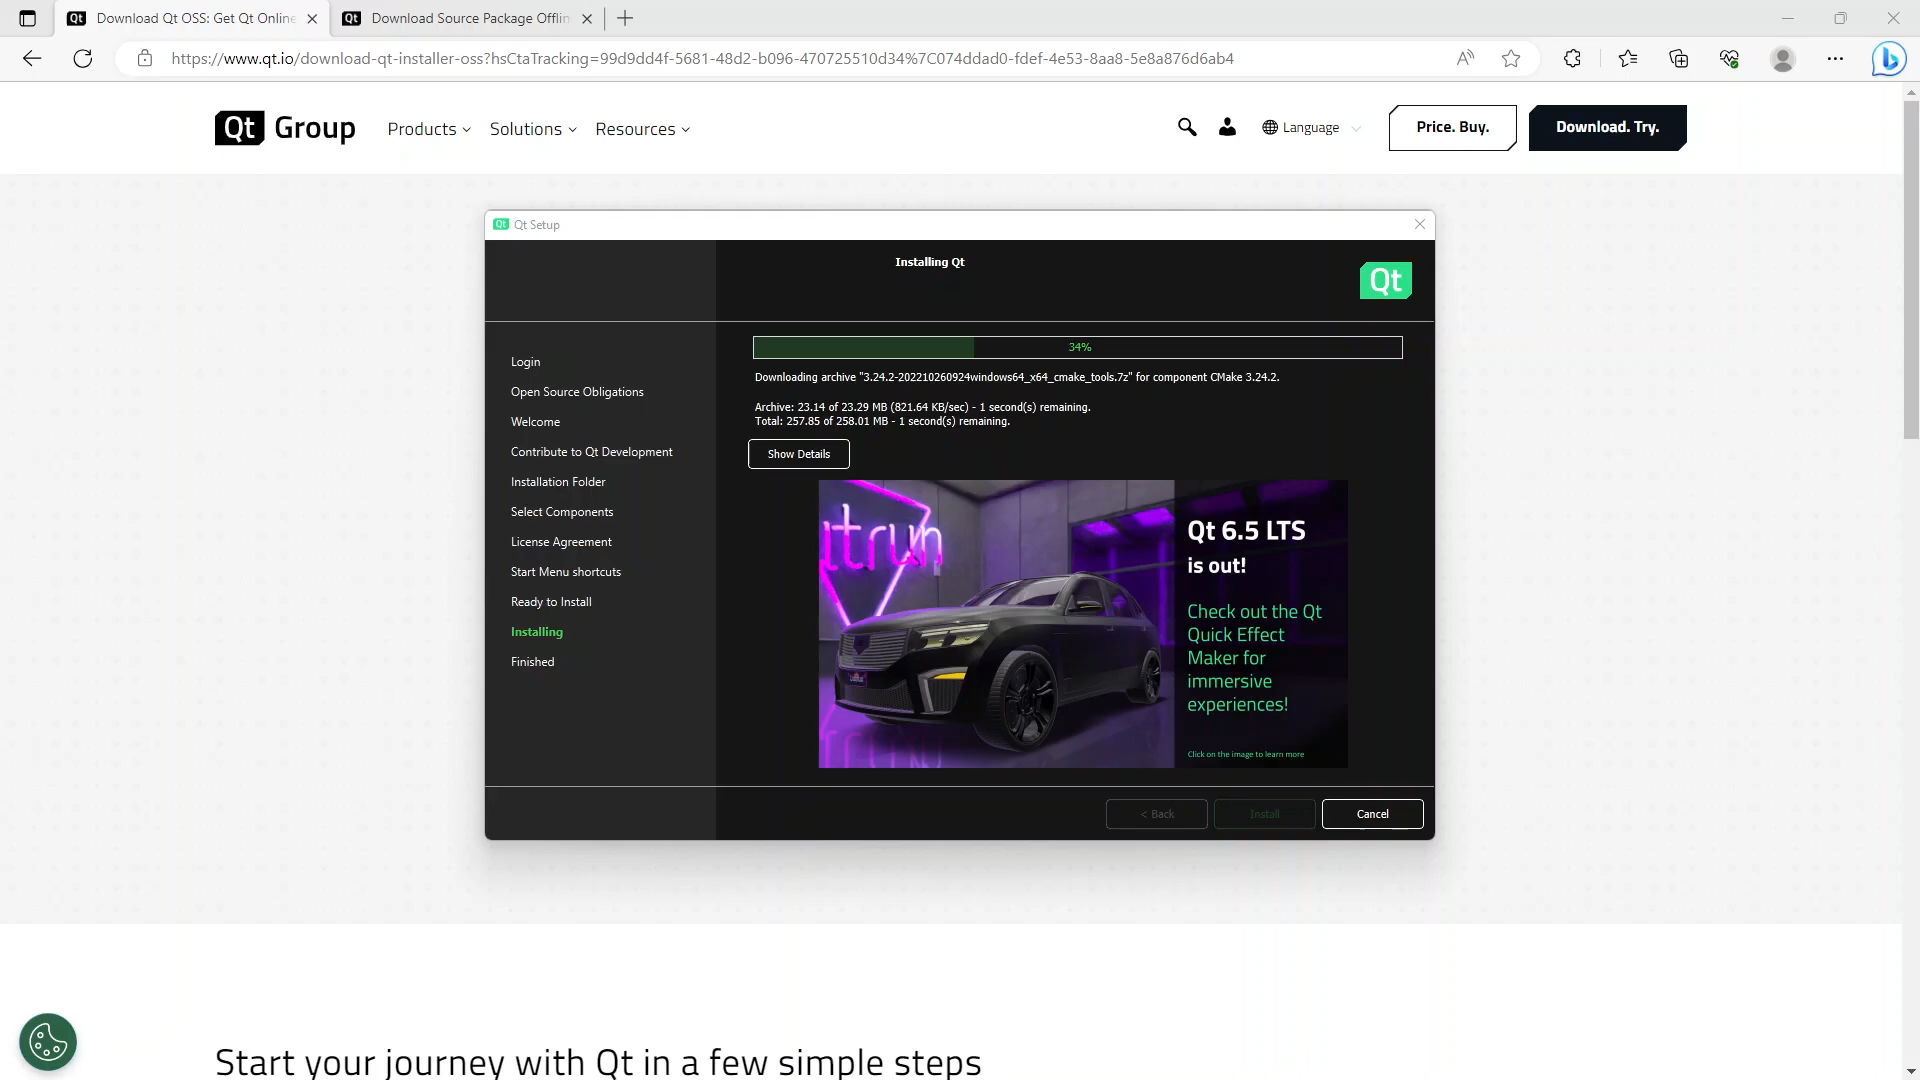 Download Qt OSS: Get Qt Online
Download Source Package Offlin
https://www.qt.io/download-qt-installer-oss?hsCtaTracking=99d9dd4f-5681-48d2-b096-470725510d34%7C074ddad0-fdef-4e53-8aa8-5e8a876d6ab4
Qt Group
Products
Solutions
Resources
Language
Price. Buy.
Download. Try.
Qt Setup
Installing Qt
Qt
34%
Downloading archive "3.24.2-202210260924windows64_x64_cmake_tools.7z" for component CMake 3.24.2.
Archive: 23.14 of 23.29 MB (821.64 KB/sec) - 1 second(s) remaining.
Total: 257.85 of 258.01 MB - 1 second(s) remaining.
Show Details
Login
Open Source Obligations
Welcome
Contribute to Qt Development
Installation Folder
Select Components
License Agreement
Start Menu shortcuts
Ready to Install
Installing
Finished
qtrun
Qt 6.5 LTS
is out!
Check out the Qt
Quick Effect
Maker for
immersive
experiences!
Click on the image to learn more
< Back
Install
Cancel
Start your journey with Qt in a few simple steps